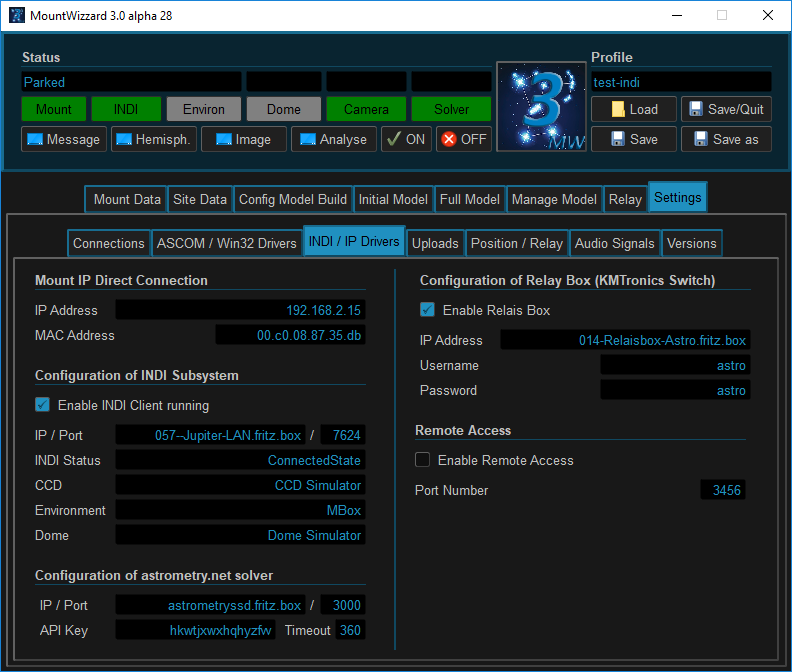 MountWizzard 3.0 alpha 28
Status
Profile
Parked
test-indi
Mount INDI Environ Dome Camera Solver
Load Save/Quit
Message Hemisph. Image Analyse ON OFF
Save Save as
3
MW
Mount Data Site Data Config Model Build Initial Model Full Model Manage Model Relay Settings
Connections ASCOM / Win32 Drivers INDI / IP Drivers Uploads Position / Relay Audio Signals Versions
Mount IP Direct Connection
IP Address 192.168.2.15
MAC Address 00.c0.08.87.35.db
Configuration of INDI Subsystem
Enable INDI Client running
IP / Port 057--Jupiter-LAN.fritz.box / 7624
INDI Status ConnectedState
CCD CCD Simulator
Environment MBox
Dome Dome Simulator
Configuration of astrometry.net solver
IP / Port astrometryssd.fritz.box / 3000
API Key hkwtjxwxhqhyzfvv Timeout 360
Configuration of Relay Box (KMTronics Switch)
Enable Relais Box
IP Address 014-Relaisbox-Astro.fritz.box
Username astro
Password astro
Remote Access
Enable Remote Access
Port Number 3456